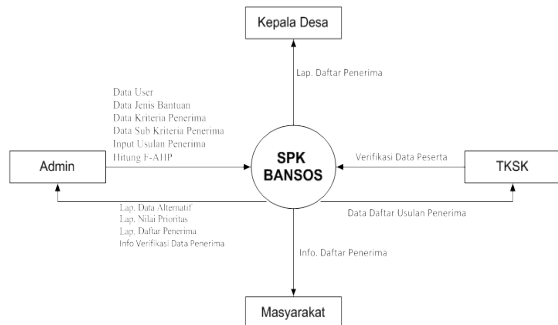 Kepala Desa
Lap. Daftar Penerima
Data User
Data Jenis Bantuan
Data Kriteria Penerima
Data Sub Kriteria Penerima
Input Usulan Penerima
Hitung F-AHP
Admin
SPK
BANSOS
Verifikasi Data Peserta
TKSK
Lap. Data Alternatif
Lap. Nilai Prioritas
Lap. Daftar Penerima
Info Verifikasi Data Penerima
Data Daftar Usulan Penerima
Info. Daftar Penerima
Masyarakat